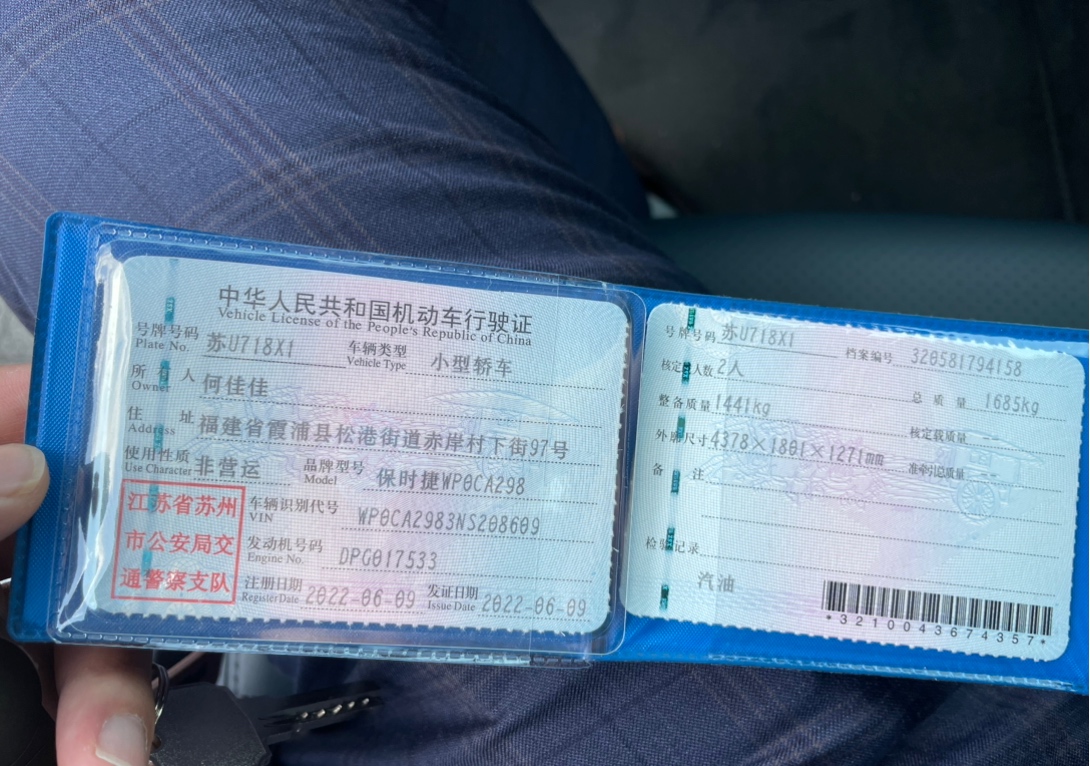 中华人民共和国机动车行驶证
Vehicle License of the People's Republic of China
号牌号码 苏U718X1 车辆类型 小型轿车
Plate No. Vehicle Type
所有人 何佳佳
Owner
住址 福建省霞浦县松港街道赤岸村下街97号
Address
使用性质 非营运 品牌型号 保时捷WP0CA298
Use Character Model
江苏省苏州
市公安局交
通警察支队
车辆识别代号 WP0CA2983NS208609
VIN
发动机号码 DPG017533
Engine No.
注册日期 2022-06-09 发证日期 2022-06-09
Register Date Issue Date
号牌号码 苏U718X1 档案编号 320581794158
核定人数 2人 总质量 1685kg
整备质量 1441kg 核定载质量 --
外廓尺寸 4378×1801×1271mm 准牵引总质量 --
备注
检验记录
汽油
*3210043674357*